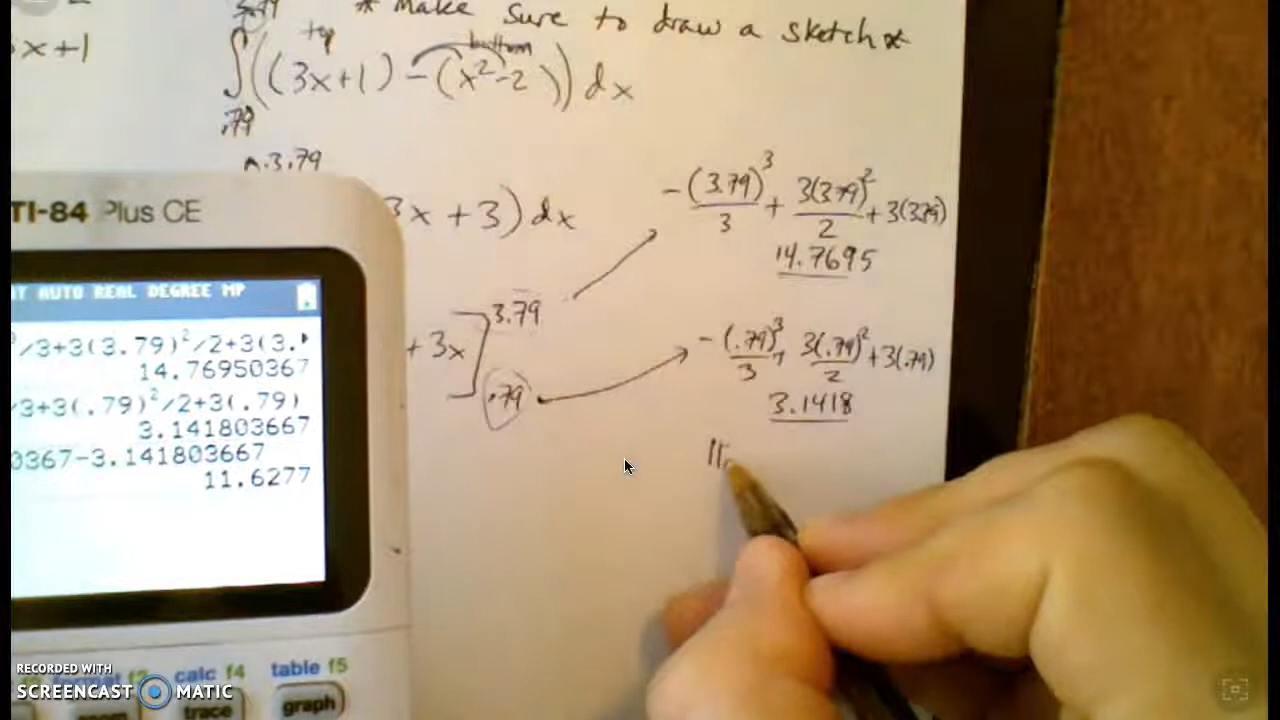 * Make sure to draw a sketch *
x+1
top bottom
∫((3x+1) - (x²-2)) dx
.79
3.79
3x + 3) dx
+ 3x ] 3.79
.79
-(3.79)³/3 + 3(3.79)²/2 + 3(3.79)
14.7695
-(.79)³/3 + 3(.79)²/2 + 3(.79)
3.1418
11.
TI-84 Plus CE
AUTO REAL DEGREE MP
/3+3(3.79)²/2+3(3.
14.76950367
/3+3(.79)²/2+3(.79)
3.141803667
0367-3.141803667
11.6277
calc f4
table f5
trace
graph
RECORDED WITH
SCREENCAST MATIC